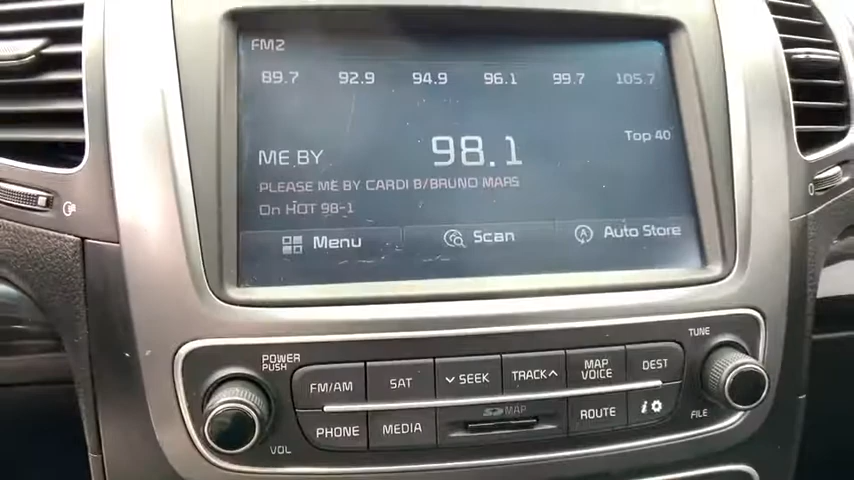 FM2
89.7 92.9 94.9 96.1 99.7 105.7
ME BY 98.1 Top 40
PLEASE ME BY CARDI B/BRUNO MARS
On HOT 98-1
Menu Scan Auto Store
POWER PUSH
FM/AM SAT SEEK TRACK MAP VOICE DEST
TUNE
PHONE MEDIA SD MAP ROUTE i
VOL
FILE